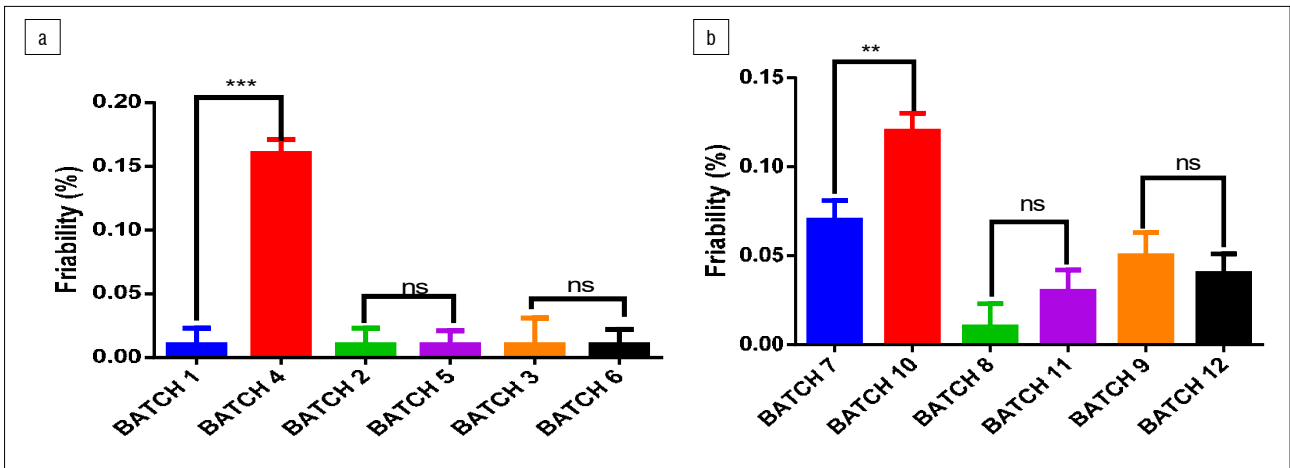 a
***
ns
ns
0.20
0.15
0.10
0.05
0.00
Friability (%)
BATCH 1
BATCH 4
BATCH 2
BATCH 5
BATCH 3
BATCH 6
b
**
ns
ns
0.15
0.10
0.05
0.00
Friability (%)
BATCH 7
BATCH 10
BATCH 8
BATCH 11
BATCH 9
BATCH 12